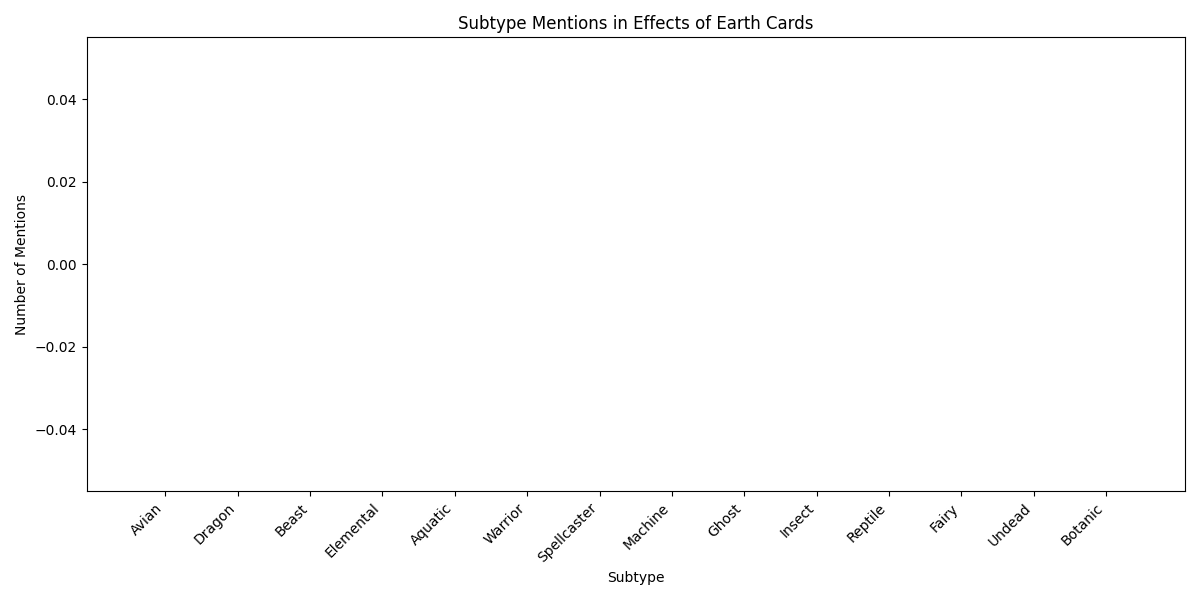 Subtype Mentions in Effects of Earth Cards
0.04
0.02
0.00
−0.02
−0.04
Number of Mentions
Avian
Dragon
Beast
Elemental
Aquatic
Warrior
Spellcaster
Machine
Ghost
Insect
Reptile
Fairy
Undead
Botanic
Subtype